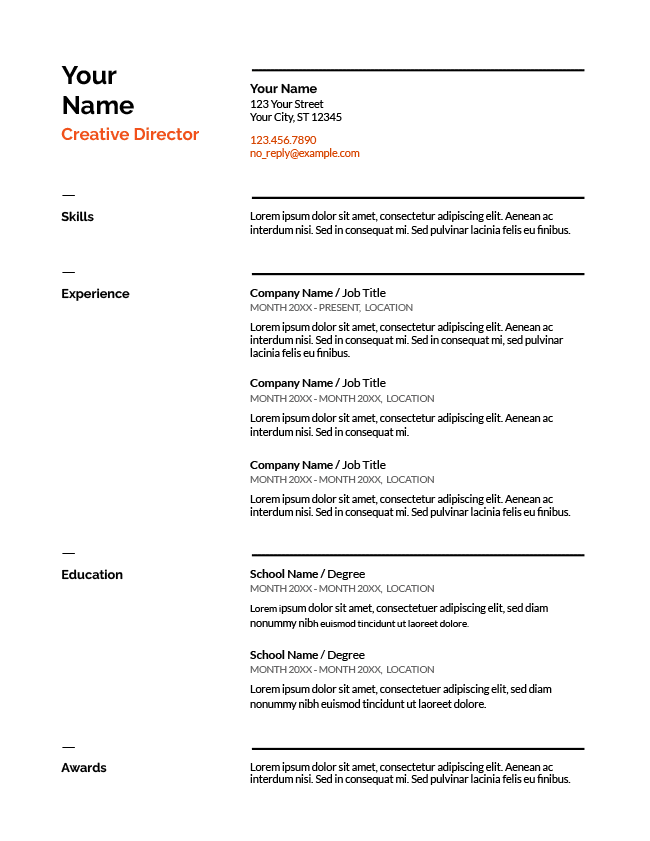 Your
Name
Creative Director
Your Name
123 Your Street
Your City, ST 12345
123.456.7890
no_reply@example.com
—
Skills
Lorem ipsum dolor sit amet, consectetur adipiscing elit. Aenean ac
interdum nisi. Sed in consequat mi. Sed pulvinar lacinia felis eu finibus.
—
Experience
Company Name / Job Title
MONTH 20XX - PRESENT, LOCATION
Lorem ipsum dolor sit amet, consectetur adipiscing elit. Aenean ac
interdum nisi. Sed in consequat mi. Sed in consequat mi, sed pulvinar
lacinia felis eu finibus.
Company Name / Job Title
MONTH 20XX - MONTH 20XX, LOCATION
Lorem ipsum dolor sit amet, consectetur adipiscing elit. Aenean ac
interdum nisi. Sed in consequat mi.
Company Name / Job Title
MONTH 20XX - MONTH 20XX, LOCATION
Lorem ipsum dolor sit amet, consectetur adipiscing elit. Aenean ac
interdum nisi. Sed in consequat mi. Sed pulvinar lacinia felis eu finibus.
—
Education
School Name / Degree
MONTH 20XX - MONTH 20XX, LOCATION
Lorem ipsum dolor sit amet, consectetuer adipiscing elit, sed diam
nonummy nibh euismod tincidunt ut laoreet dolore.
School Name / Degree
MONTH 20XX - MONTH 20XX, LOCATION
Lorem ipsum dolor sit amet, consectetuer adipiscing elit, sed diam
nonummy nibh euismod tincidunt ut laoreet dolore.
—
Awards
Lorem ipsum dolor sit amet, consectetur adipiscing elit. Aenean ac
interdum nisi. Sed in consequat mi. Sed pulvinar lacinia felis eu finibus.